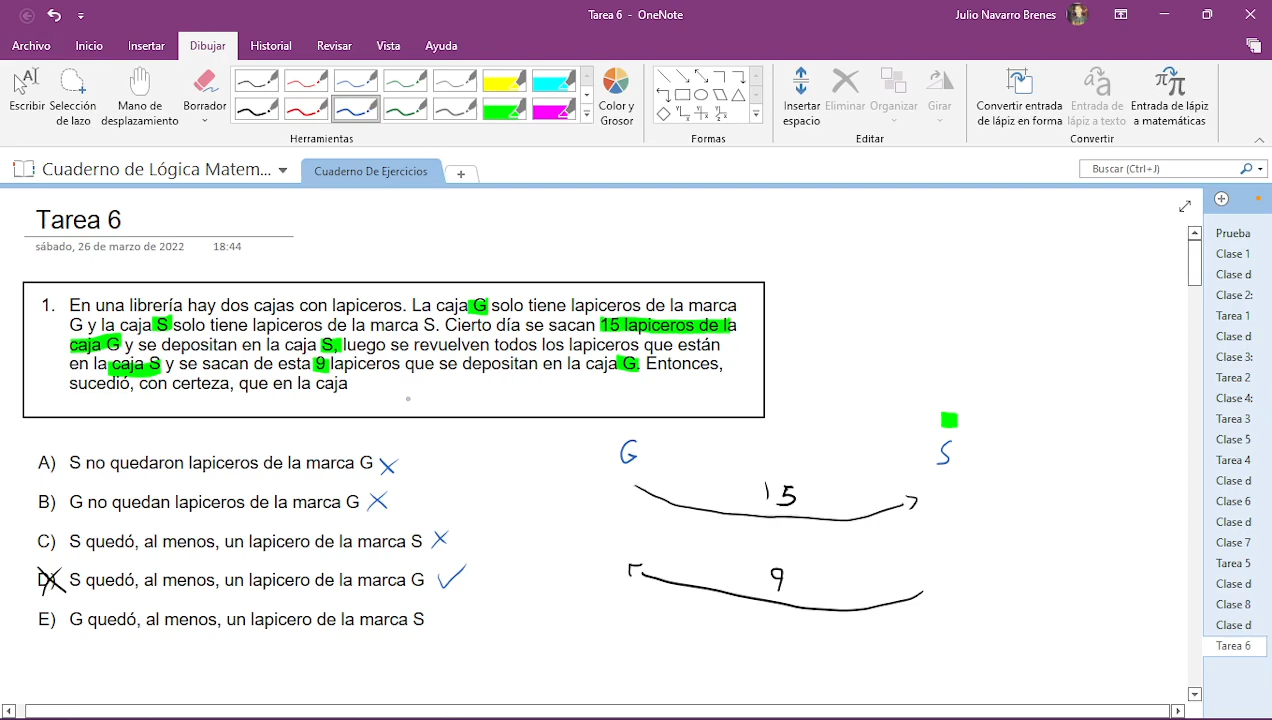 Tarea 6 - OneNote
Julio Navarro Brenes
Archivo Inicio Insertar Dibujar Historial Revisar Vista Ayuda
Escribir
Selección de lazo
Mano de desplazamiento
Borrador
Color y Grosor
Insertar espacio
Eliminar
Organizar
Girar
Convertir entrada de lápiz en forma
Entrada de lápiz a texto
Entrada de lápiz a matemáticas
Herramientas
Formas
Editar
Convertir
Cuaderno de Lógica Matem...
Cuaderno De Ejercicios
Buscar (Ctrl+J)
Tarea 6
sábado, 26 de marzo de 2022 18:44
1. En una librería hay dos cajas con lapiceros. La caja G solo tiene lapiceros de la marca
G y la caja S solo tiene lapiceros de la marca S. Cierto día se sacan 15 lapiceros de la
caja G y se depositan en la caja S, luego se revuelven todos los lapiceros que están
en la caja S y se sacan de esta 9 lapiceros que se depositan en la caja G. Entonces,
sucedió, con certeza, que en la caja
A) S no quedaron lapiceros de la marca G
B) G no quedan lapiceros de la marca G
C) S quedó, al menos, un lapicero de la marca S
D) S quedó, al menos, un lapicero de la marca G
E) G quedó, al menos, un lapicero de la marca S
G S
15
9
Prueba
Clase 1
Clase d
Clase 2:
Tarea 1
Clase d
Clase 3:
Tarea 2
Clase 4:
Tarea 3
Clase 5
Tarea 4
Clase d
Clase 6
Clase d
Clase 7
Tarea 5
Clase d
Clase 8
Clase d
Tarea 6